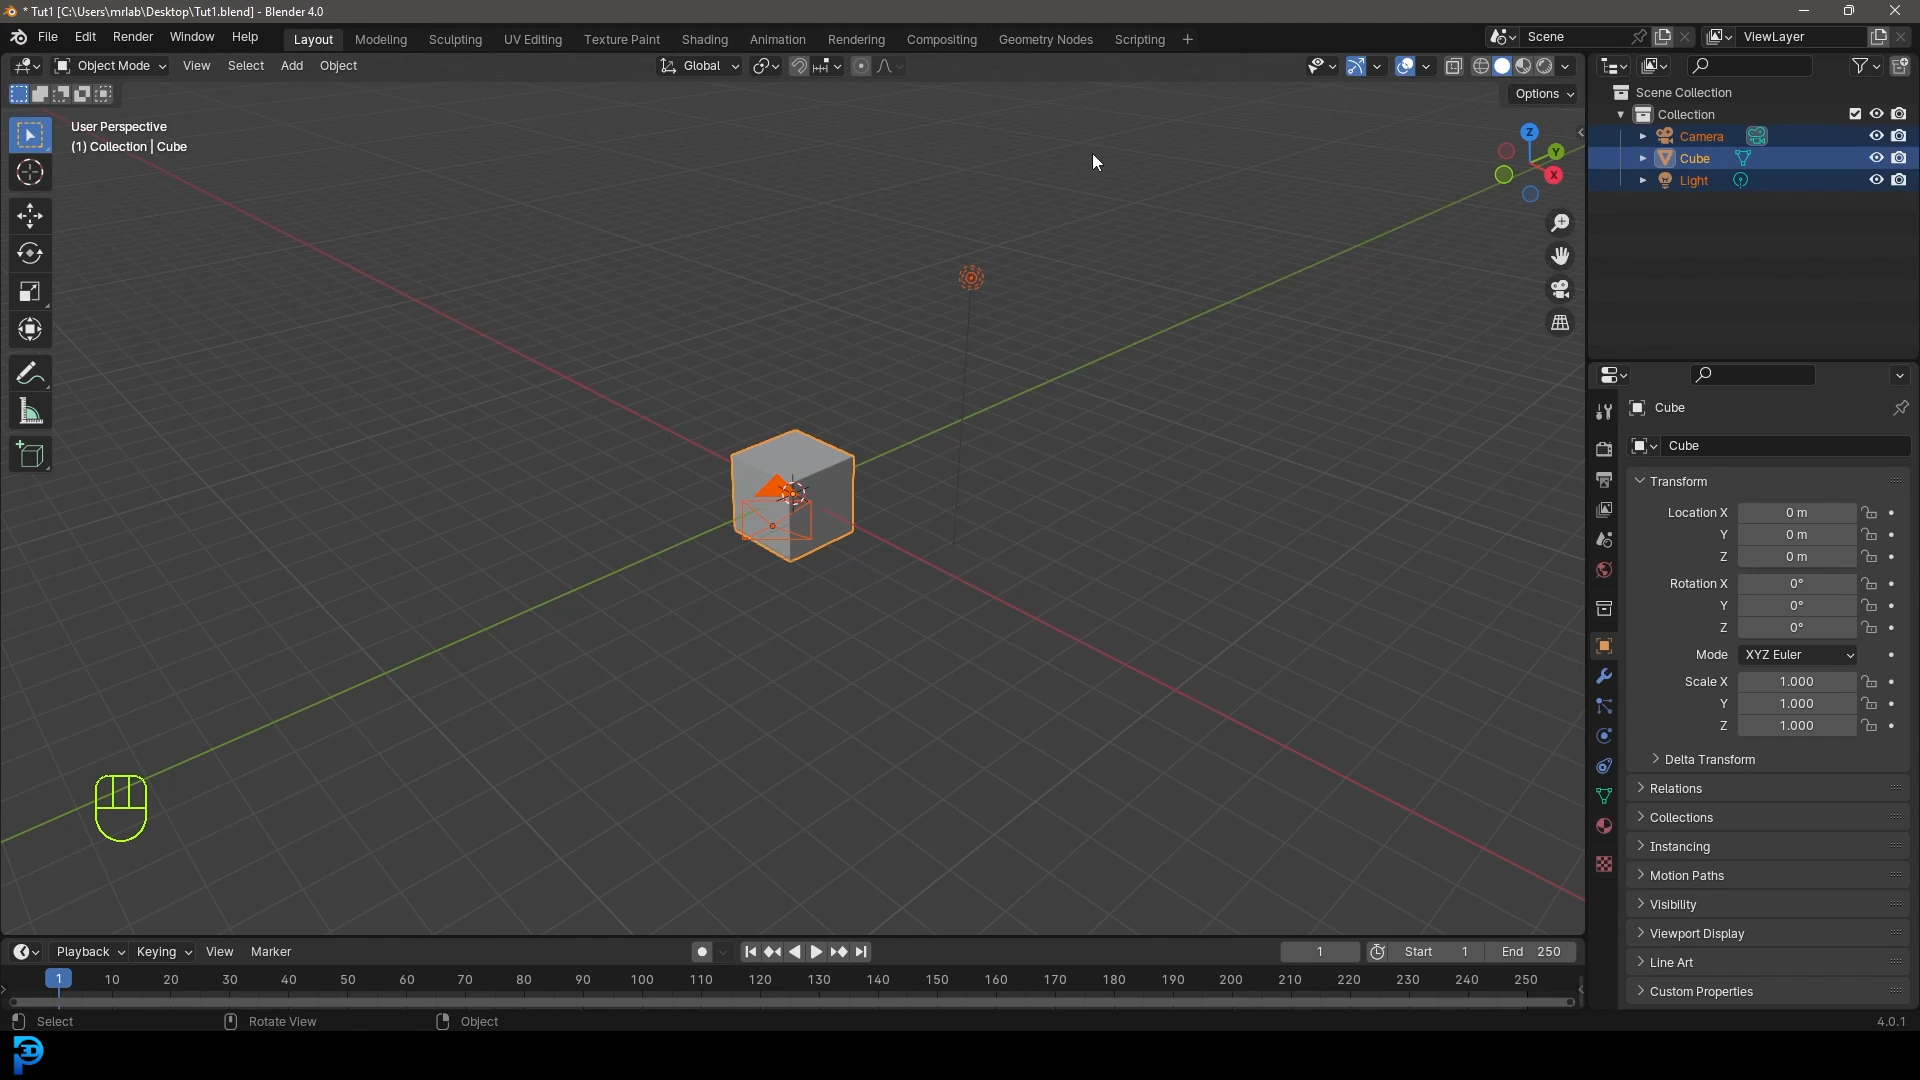 * Tut1 [C:\Users\mrlab\Desktop\Tut1.blend] - Blender 4.0
File Edit Render Window Help
Layout Modeling Sculpting UV Editing Texture Paint Shading Animation Rendering Compositing Geometry Nodes Scripting +
Scene
ViewLayer
Object Mode View Select Add Object
Global
Options
User Perspective
(1) Collection | Cube
Z
Y
X
Scene Collection
Collection
Camera
Cube
Light
Cube
Cube
Transform
Location X 0 m
Y 0 m
Z 0 m
Rotation X 0°
Y 0°
Z 0°
Mode XYZ Euler
Scale X 1.000
Y 1.000
Z 1.000
Delta Transform
Relations
Collections
Instancing
Motion Paths
Visibility
Viewport Display
Line Art
Custom Properties
Playback Keying View Marker
1
Start 1
End 250
1 10 20 30 40 50 60 70 80 90 100 110 120 130 140 150 160 170 180 190 200 210 220 230 240 250
Select Rotate View Object
4.0.1
3D
P